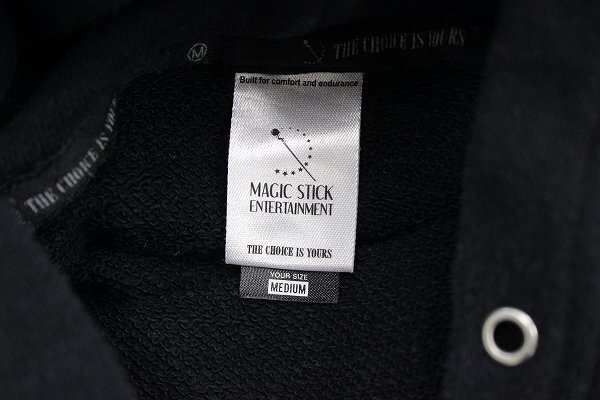 M
THE CHOICE IS YOURS
THE CHOICE IS YOURS
Built for comfort and endurance
MAGIC STICK
ENTERTAINMENT
THE CHOICE IS YOURS
YOUR SIZE
MEDIUM